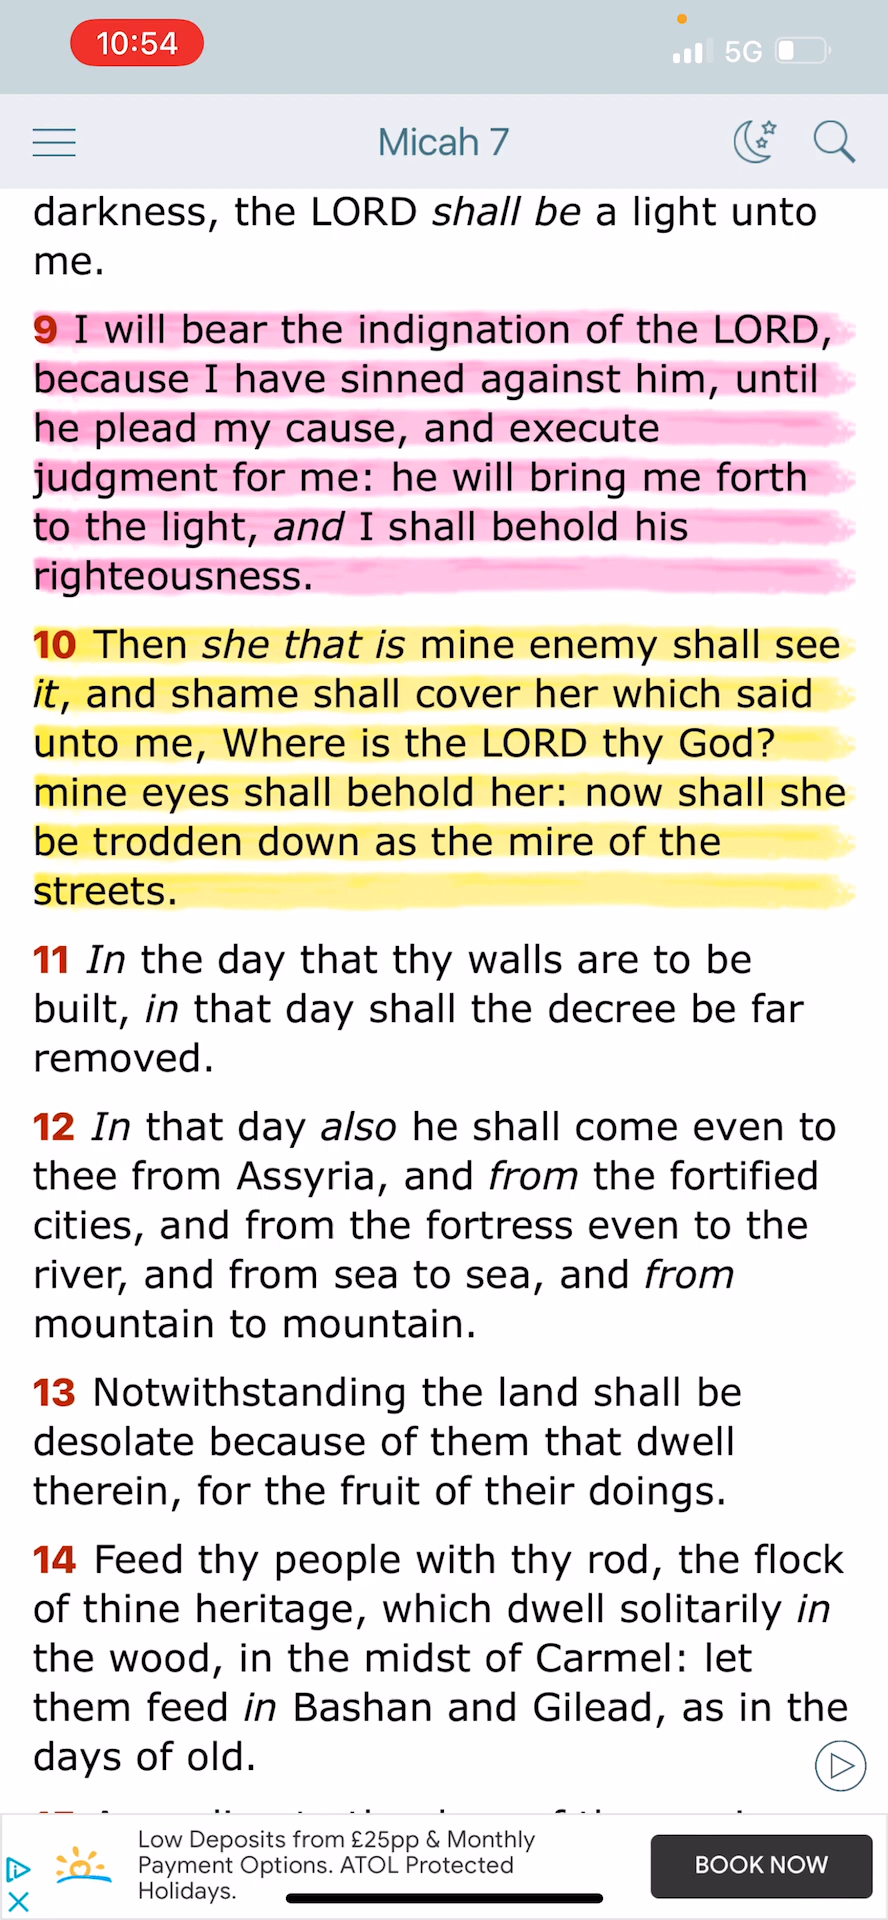 10:54
5G
Micah 7
darkness, the LORD shall be a light unto
me.
9 I will bear the indignation of the LORD,
because I have sinned against him, until
he plead my cause, and execute
judgment for me: he will bring me forth
to the light, and I shall behold his
righteousness.
10 Then she that is mine enemy shall see
it, and shame shall cover her which said
unto me, Where is the LORD thy God?
mine eyes shall behold her: now shall she
be trodden down as the mire of the
streets.
11 In the day that thy walls are to be
built, in that day shall the decree be far
removed.
12 In that day also he shall come even to
thee from Assyria, and from the fortified
cities, and from the fortress even to the
river, and from sea to sea, and from
mountain to mountain.
13 Notwithstanding the land shall be
desolate because of them that dwell
therein, for the fruit of their doings.
14 Feed thy people with thy rod, the flock
of thine heritage, which dwell solitarily in
the wood, in the midst of Carmel: let
them feed in Bashan and Gilead, as in the
days of old.
Low Deposits from £25pp & Monthly
Payment Options. ATOL Protected
Holidays.
BOOK NOW